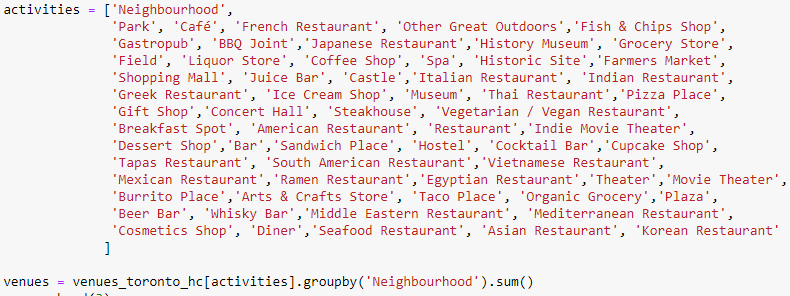 activities = ['Neighbourhood',
'Park', 'Café', 'French Restaurant', 'Other Great Outdoors','Fish & Chips Shop',
'Gastropub', 'BBQ Joint','Japanese Restaurant','History Museum', 'Grocery Store',
'Field', 'Liquor Store', 'Coffee Shop', 'Spa', 'Historic Site','Farmers Market',
'Shopping Mall', 'Juice Bar', 'Castle','Italian Restaurant', 'Indian Restaurant',
'Greek Restaurant', 'Ice Cream Shop', 'Museum', 'Thai Restaurant','Pizza Place',
'Gift Shop','Concert Hall', 'Steakhouse', 'Vegetarian / Vegan Restaurant',
'Breakfast Spot', 'American Restaurant', 'Restaurant','Indie Movie Theater',
'Dessert Shop','Bar','Sandwich Place', 'Hostel', 'Cocktail Bar','Cupcake Shop',
'Tapas Restaurant', 'South American Restaurant','Vietnamese Restaurant',
'Mexican Restaurant','Ramen Restaurant','Egyptian Restaurant','Theater','Movie Theater',
'Burrito Place','Arts & Crafts Store', 'Taco Place', 'Organic Grocery','Plaza',
'Beer Bar', 'Whisky Bar','Middle Eastern Restaurant', 'Mediterranean Restaurant',
'Cosmetics Shop', 'Diner','Seafood Restaurant', 'Asian Restaurant', 'Korean Restaurant'
]
venues = venues_toronto_hc[activities].groupby('Neighbourhood').sum()